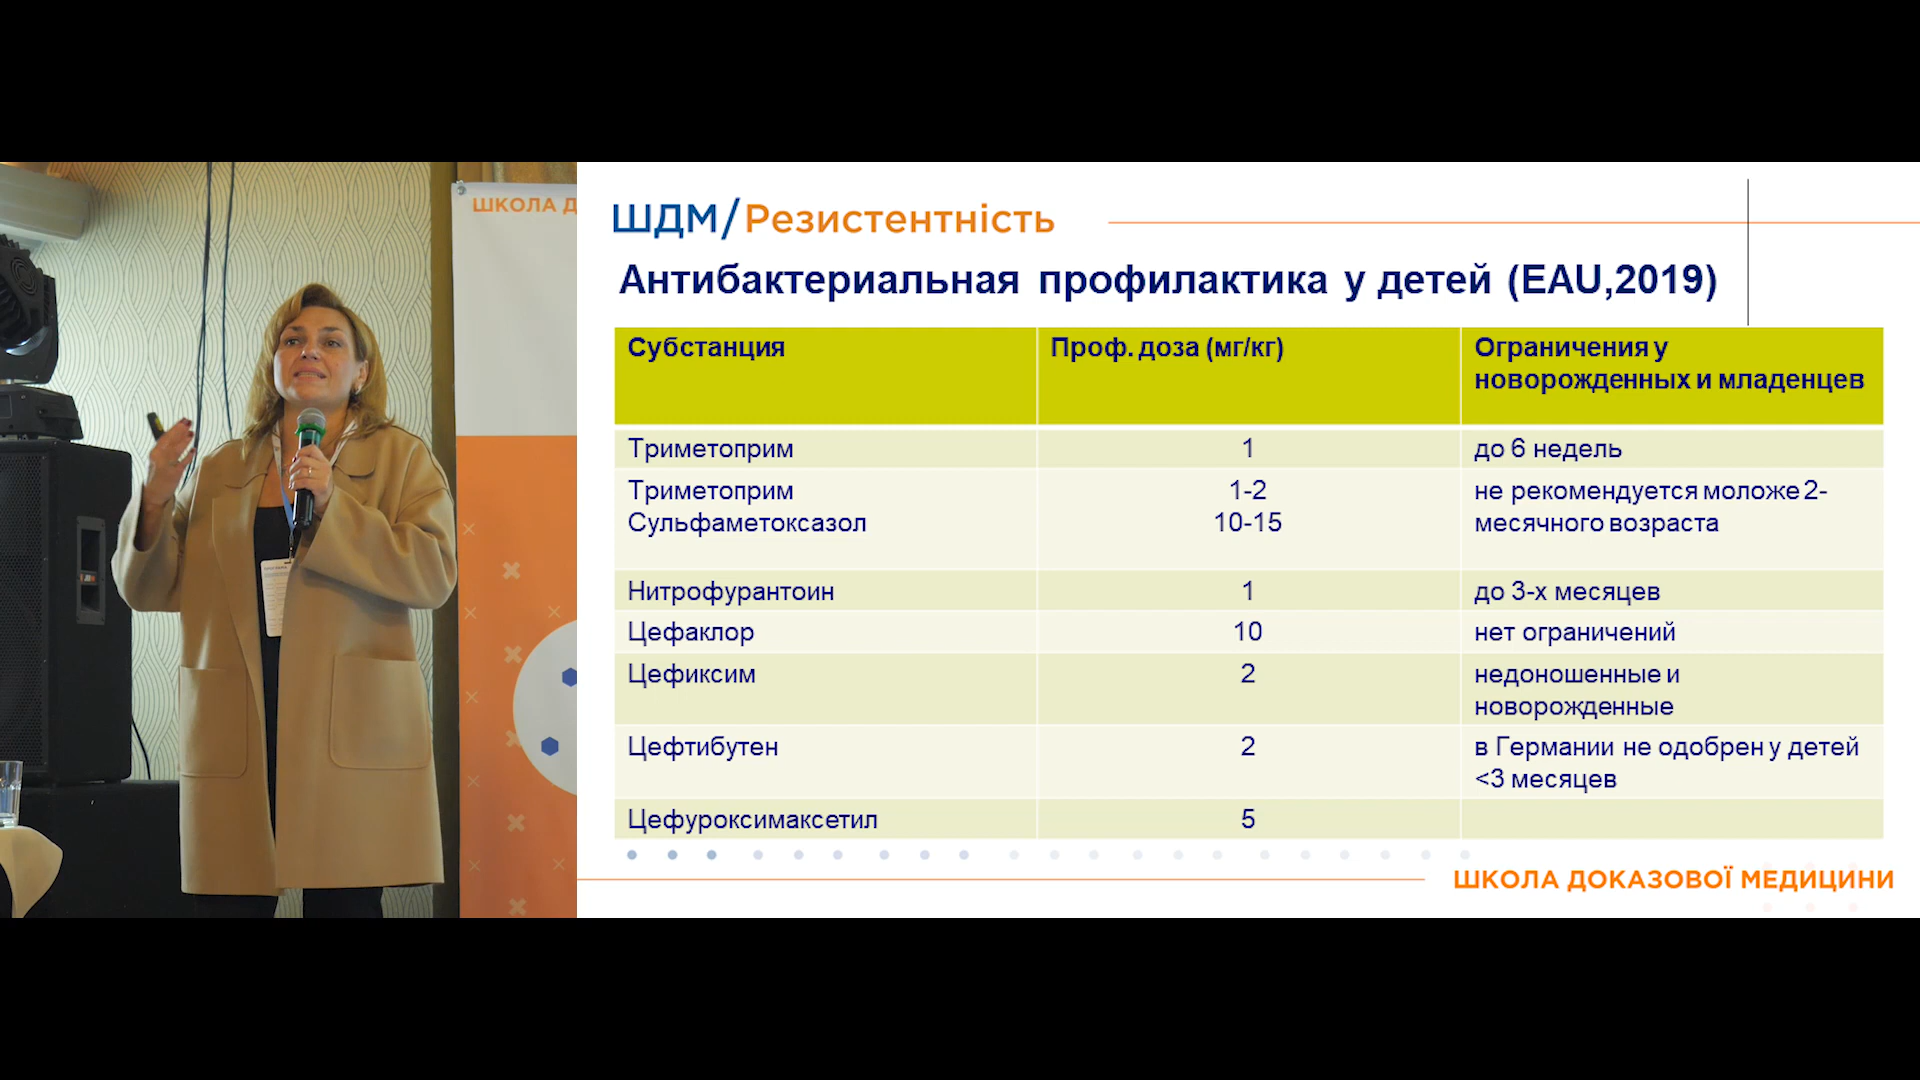 ШКОЛА Д
ШДМ/Резистентність
Антибактериальная профилактика у детей (EAU,2019)
Субстанция
Проф. доза (мг/кг)
Ограничения у
новорожденных и младенцев
Триметоприм
1
до 6 недель
Триметоприм
Сульфаметоксазол
1-2
10-15
не рекомендуется моложе 2-
месячного возраста
Нитрофурантоин
1
до 3-х месяцев
Цефаклор
10
нет ограничений
Цефиксим
2
недоношенные и
новорожденные
Цефтибутен
2
в Германии не одобрен у детей
<3 месяцев
Цефуроксимаксетил
5
ШКОЛА ДОКАЗОВОЇ МЕДИЦИНИ